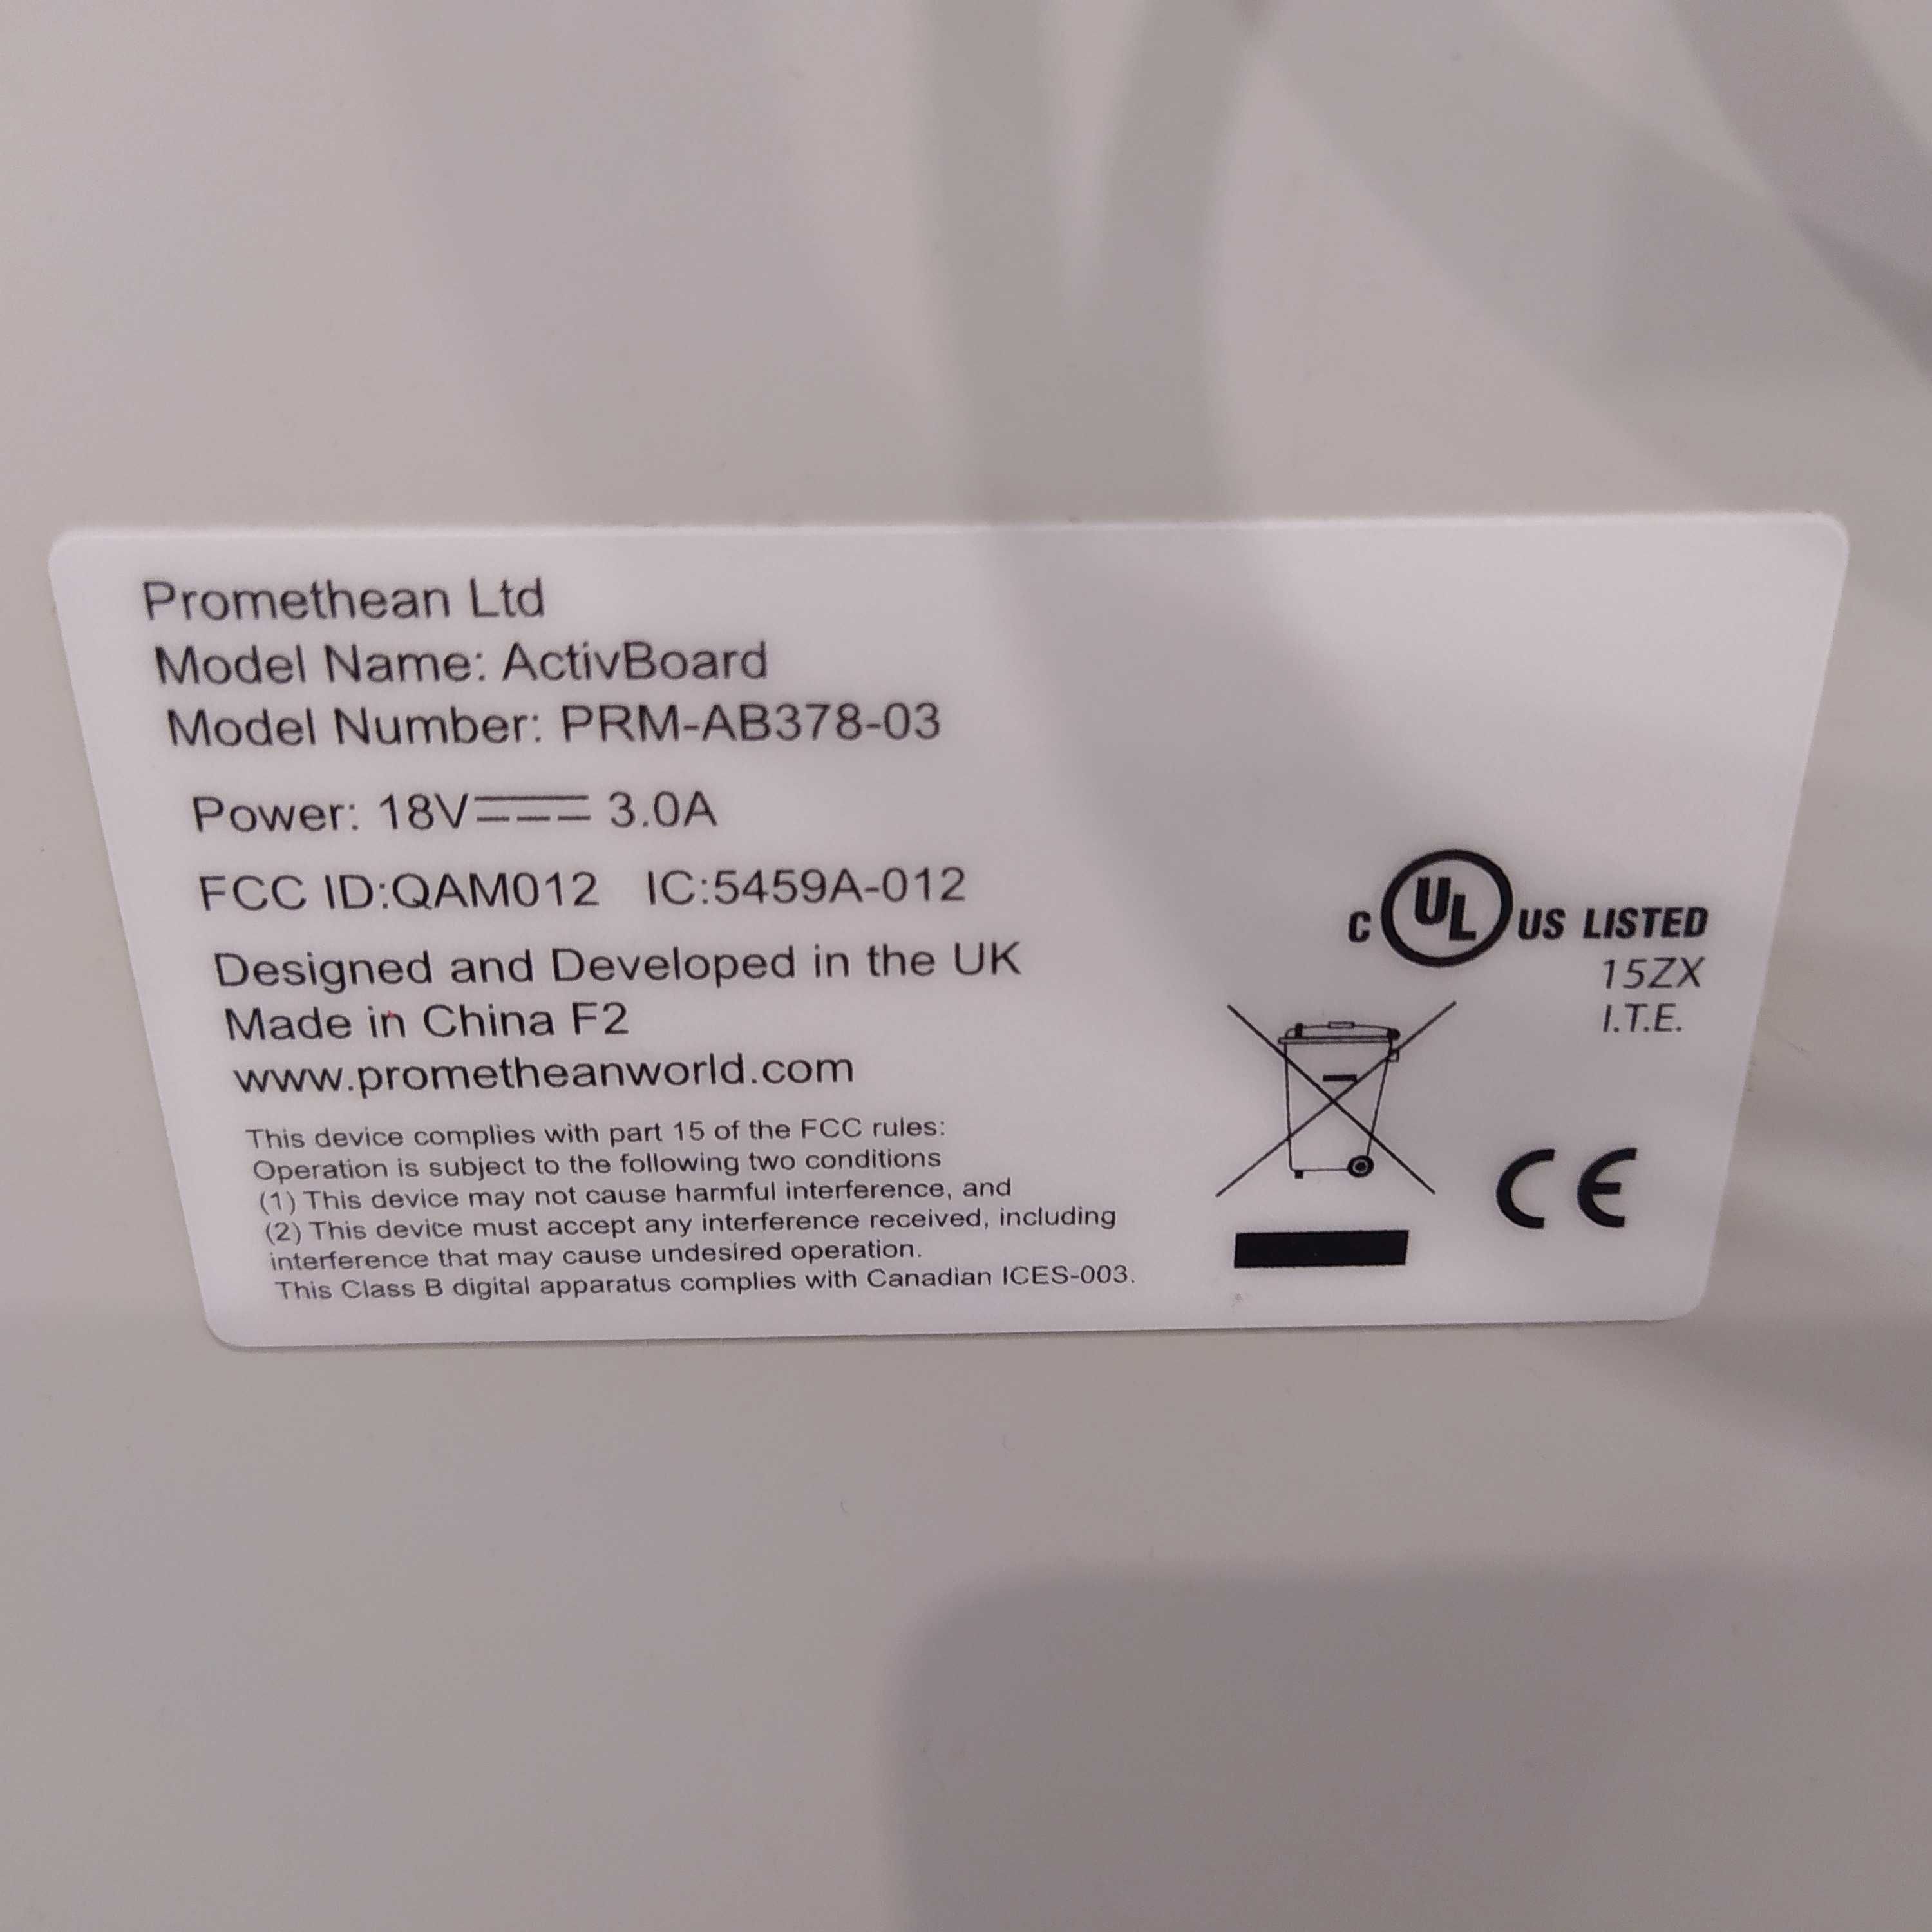 Promethean Ltd
Model Name: ActivBoard
Model Number: PRM-AB378-03
Power: 18V⎓ 3.0A
FCC ID:QAM012 IC:5459A-012
Designed and Developed in the UK
Made in China F2
www.prometheanworld.com
This device complies with part 15 of the FCC rules:
Operation is subject to the following two conditions
(1) This device may not cause harmful interference, and
(2) This device must accept any interference received, including
interference that may cause undesired operation.
This Class B digital apparatus complies with Canadian ICES-003.
C UL US LISTED
15ZX
I.T.E.
CE